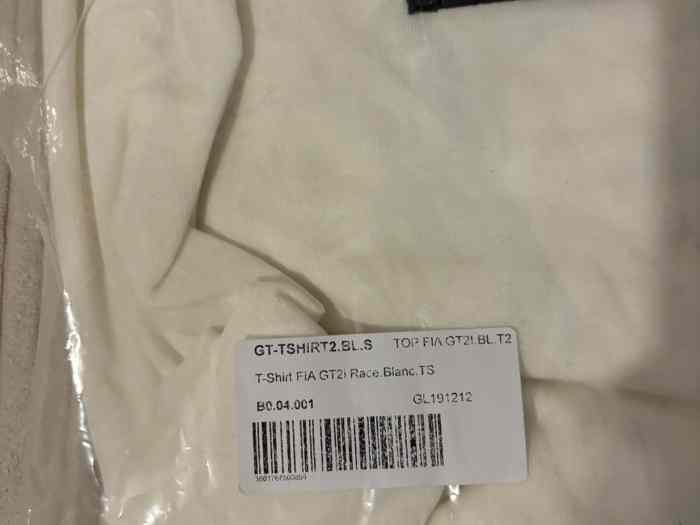 GT-TSHIRT2.BL.S TOP FIA GT2I.BL.T2
T-Shirt FIA GT2i Race.Blanc.TS
B0.04.001 GL191212